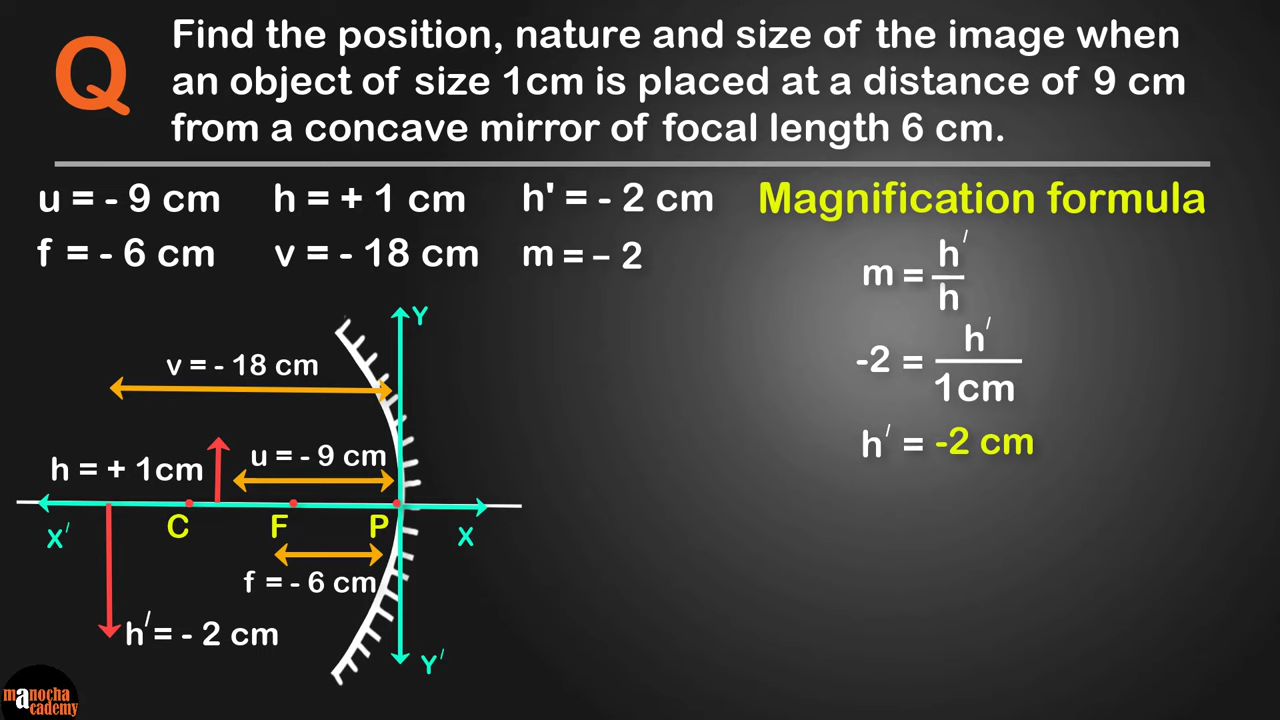 Q
Find the position, nature and size of the image when
an object of size 1cm is placed at a distance of 9 cm
from a concave mirror of focal length 6 cm.
u = - 9 cm h = + 1 cm h' = - 2 cm
f = - 6 cm v = - 18 cm m = – 2
Magnification formula
m = h′/h
-2 = h′/1cm
h′ = -2 cm
Y
v = - 18 cm
u = - 9 cm
h = + 1cm
C F P
X′ X
f = - 6 cm
h′ = - 2 cm
Y′
manocha
academy